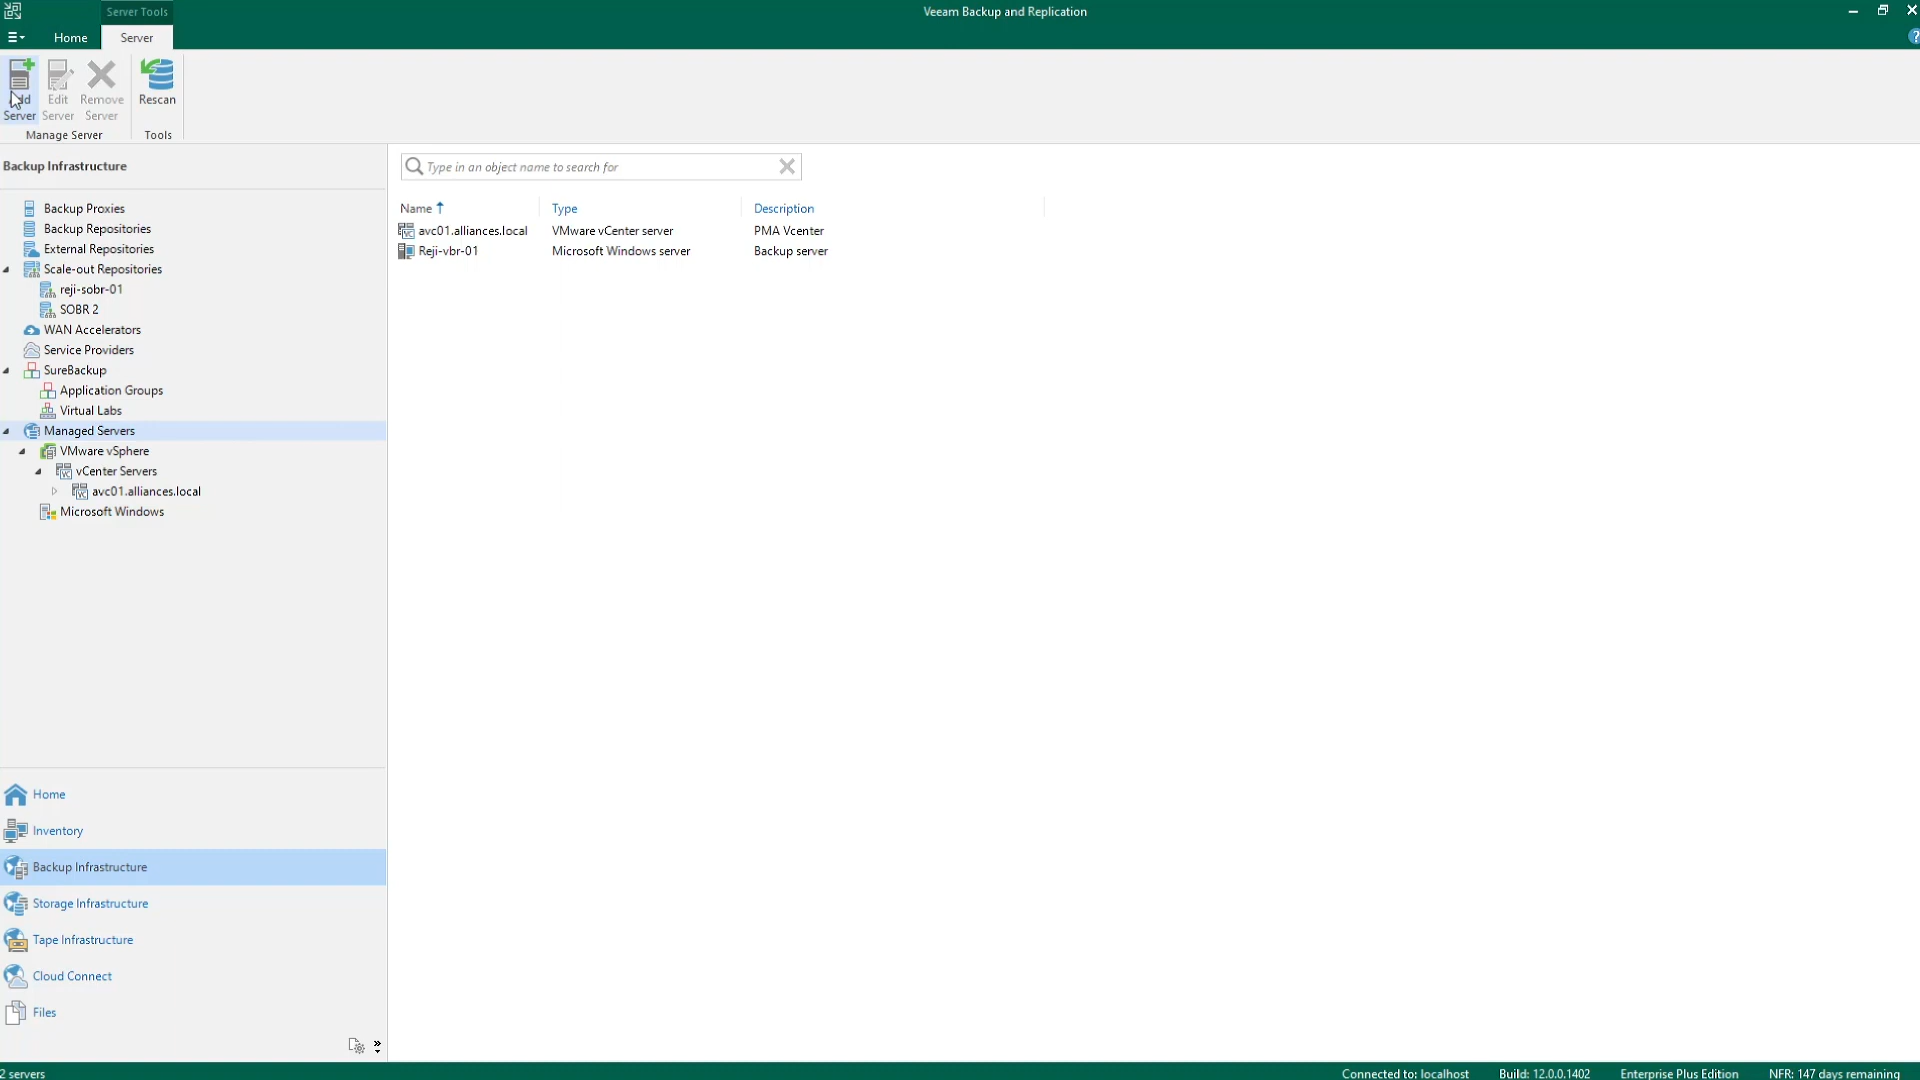 Server Tools
Veeam Backup and Replication
Home
Server
Server
Edit
Server
Remove
Server
Rescan
Manage Server
Tools
Backup Infrastructure
Backup Proxies
Backup Repositories
External Repositories
Scale-out Repositories
reji-sobr-01
SOBR 2
WAN Accelerators
Service Providers
SureBackup
Application Groups
Virtual Labs
Managed Servers
VMware vSphere
vCenter Servers
avc01.alliances.local
Microsoft Windows
Type in an object name to search for
Name Type Description
avc01.alliances.local VMware vCenter server PMA Vcenter
Reji-vbr-01 Microsoft Windows server Backup server
Home
Inventory
Backup Infrastructure
Storage Infrastructure
Tape Infrastructure
Cloud Connect
Files
2 servers
Connected to: localhost Build: 12.0.0.1402 Enterprise Plus Edition NFR: 147 days remaining